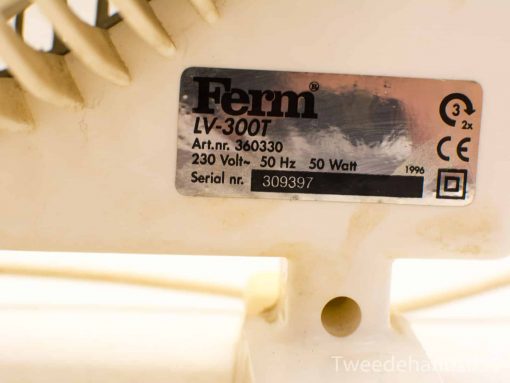 Ferm®
LV-300T
Art.nr. 360330
230 Volt~ 50 Hz 50 Watt
1996
Serial nr. 309397
3
2x
CE